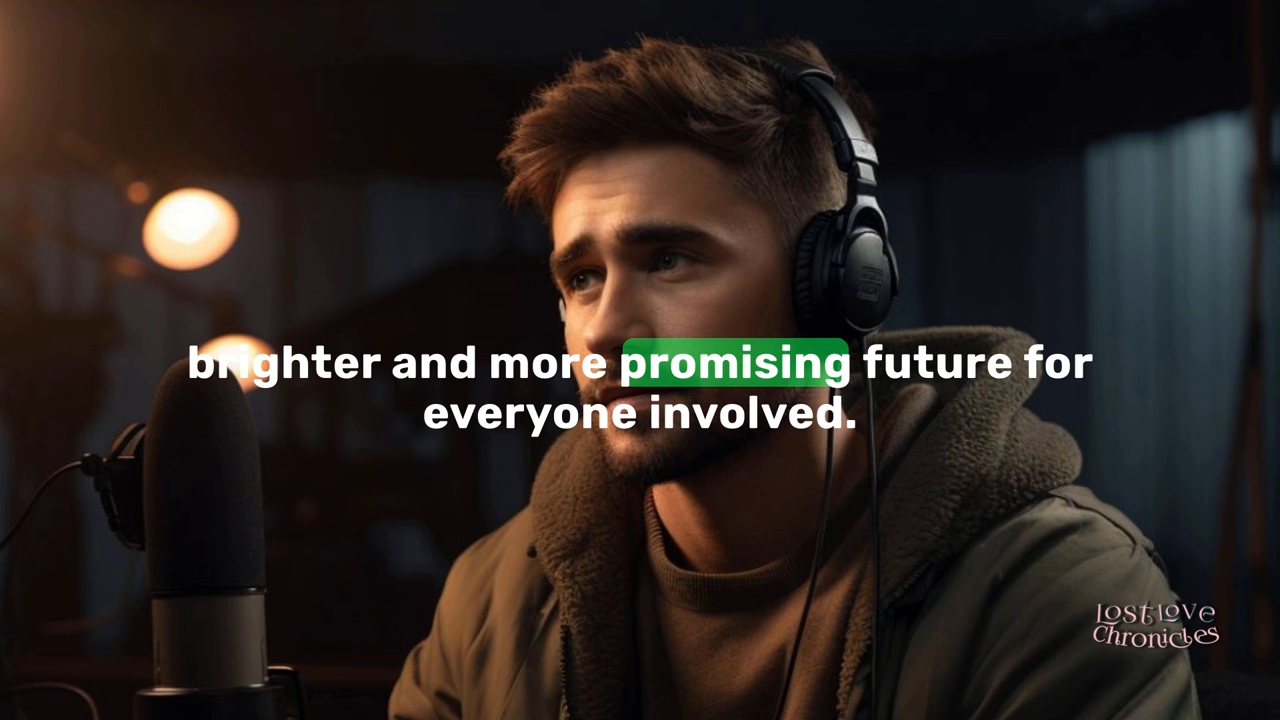 brighter and more promising future for
everyone involved.
Lost Love
Chronicles